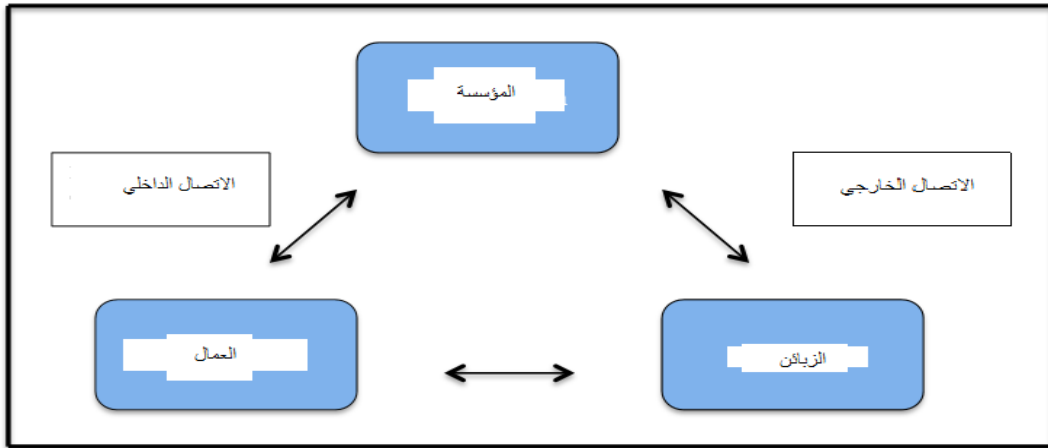 المؤسسة
الاتصال الخارجي
الاتصال الداخلي
الزبائن
العمال